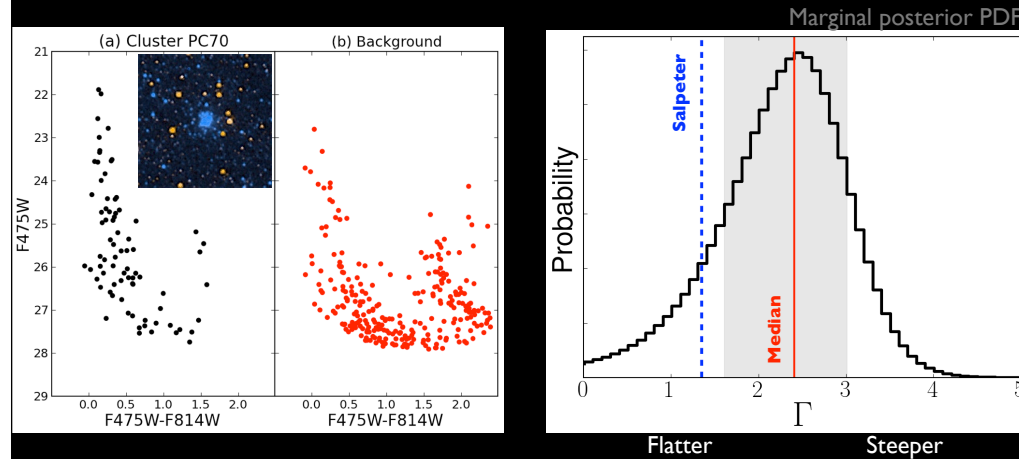 Marginal posterior PDF
(a) Cluster PC70
(b) Background
21
22
23
24
25
26
27
28
29
F475W
0.0 0.5 1.0 1.5 2.0
0.0 0.5 1.0 1.5 2.0
F475W-F814W
F475W-F814W
Probability
Salpeter
Median
0 1 2 3 4 5
Γ
Flatter
Steeper